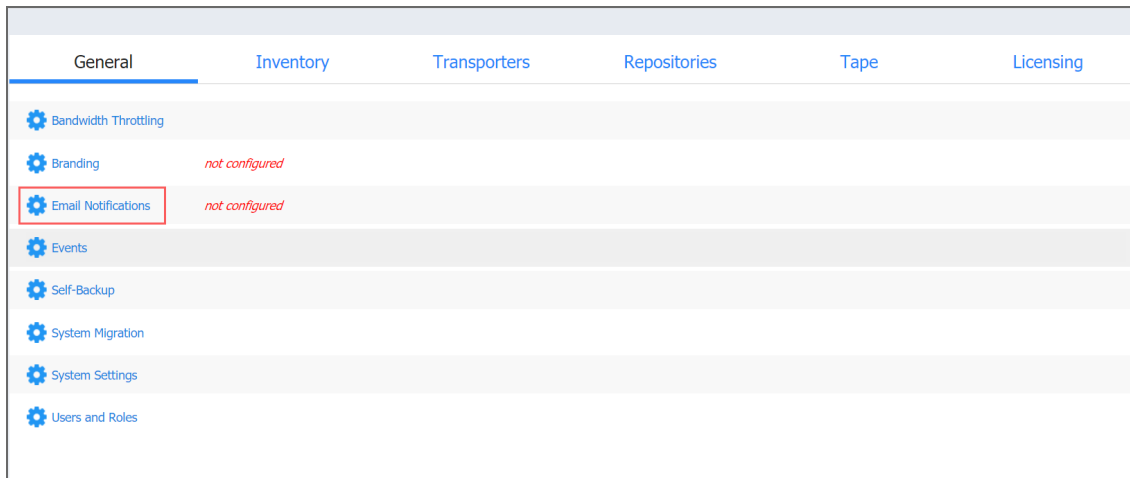 General Inventory Transporters Repositories Tape Licensing
Bandwidth Throttling
Branding not configured
Email Notifications not configured
Events
Self-Backup
System Migration
System Settings
Users and Roles